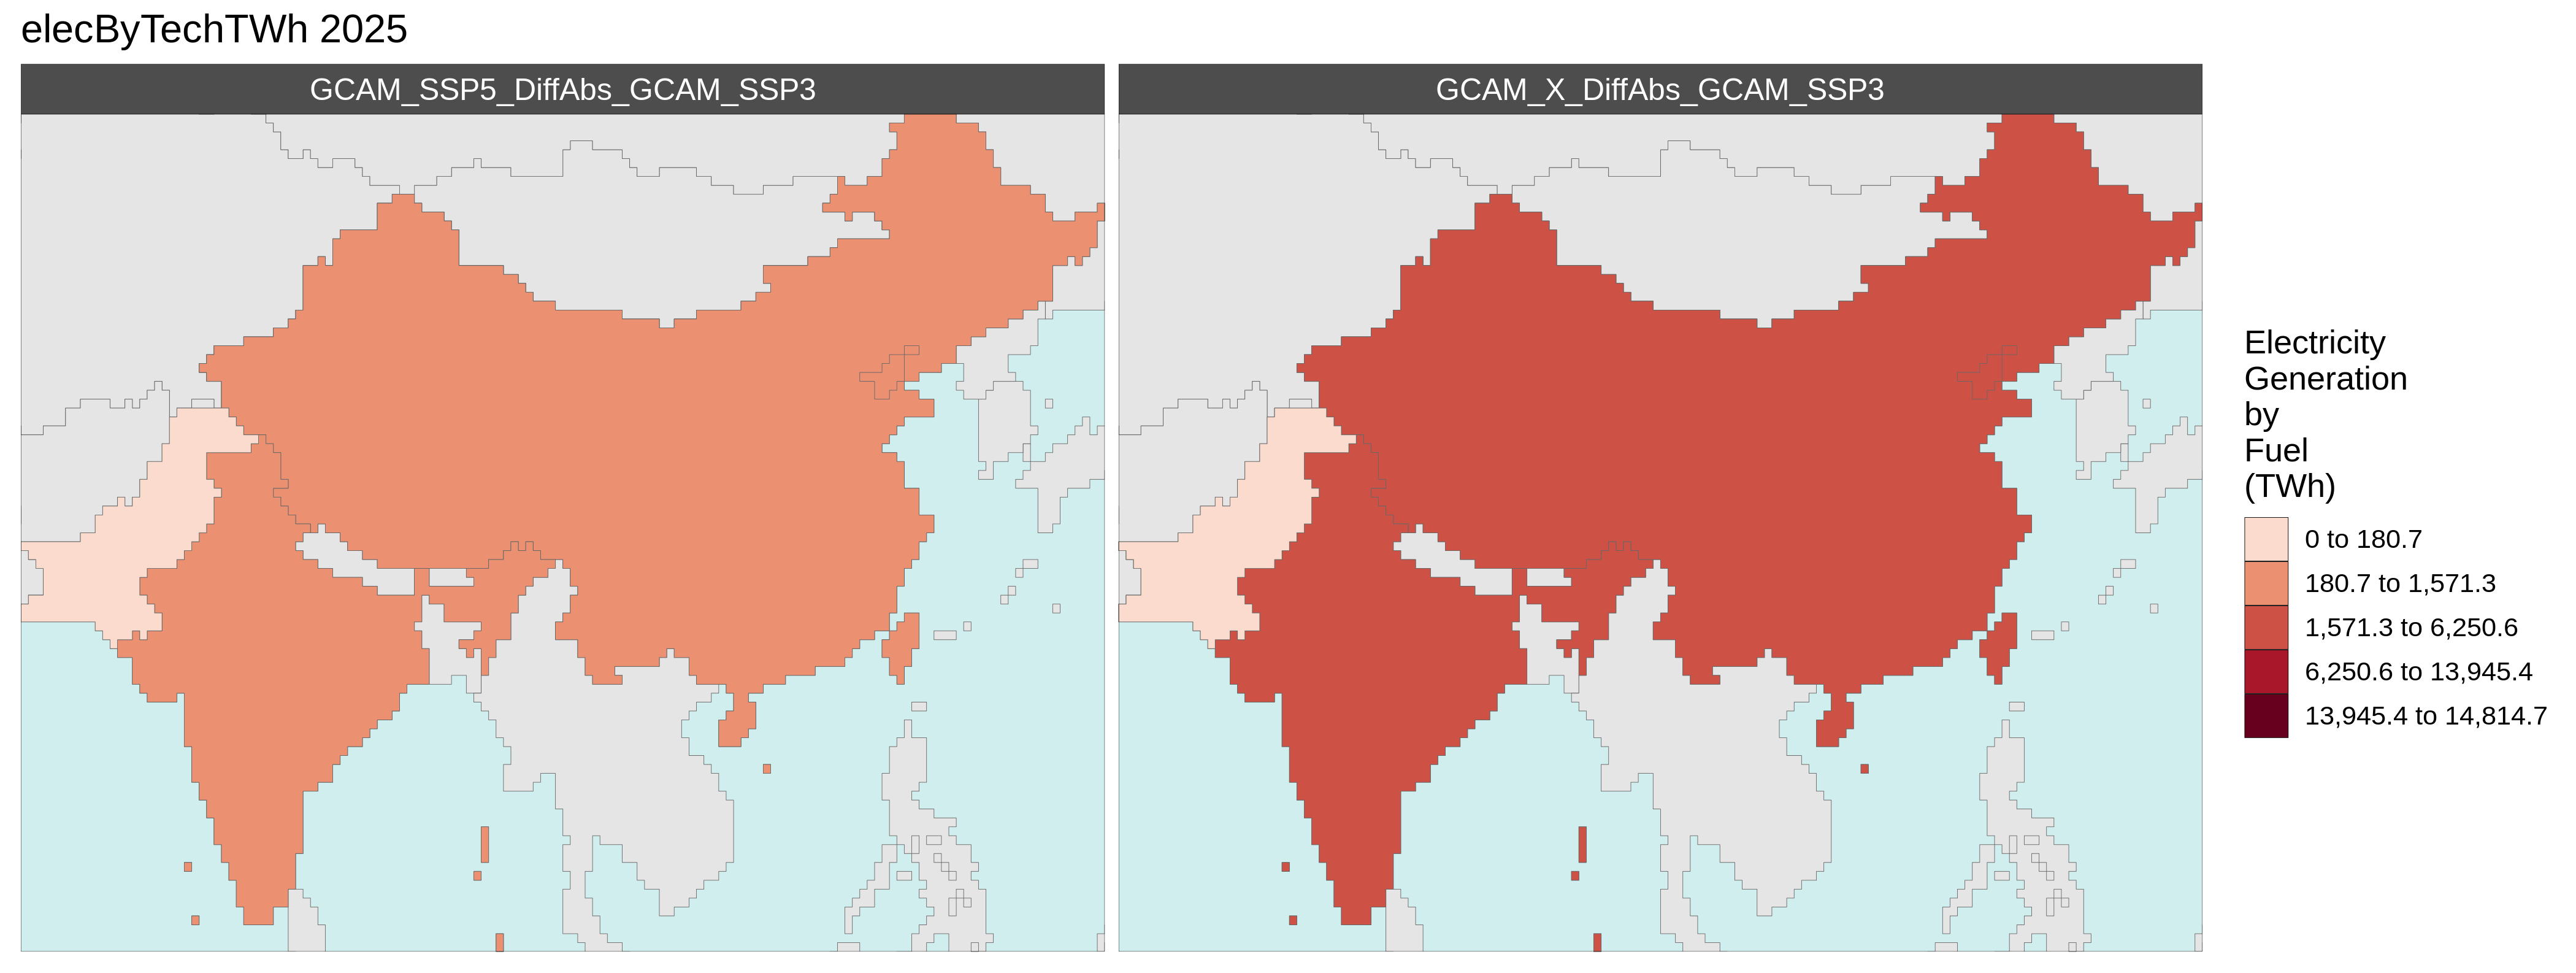 elecByTechTWh 2025
GCAM_SSP5_DiffAbs_GCAM_SSP3
GCAM_X_DiffAbs_GCAM_SSP3
Electricity
Generation
by
Fuel
(TWh)
0 to 180.7
180.7 to 1,571.3
1,571.3 to 6,250.6
6,250.6 to 13,945.4
13,945.4 to 14,814.7